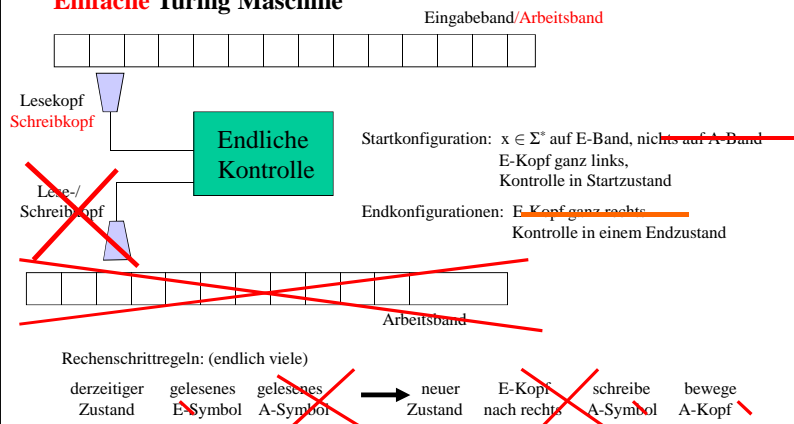 Einfache Turing Maschine
Eingabeband/Arbeitsband
Lesekopf
Schreibkopf
Endliche
Kontrolle
Startkonfiguration: x ∈ Σ* auf E-Band, nichts auf A-Band
E-Kopf ganz links,
Kontrolle in Startzustand
Lese-/
Schreibkopf
Endkonfigurationen: E-Kopf ganz rechts
Kontrolle in einem Endzustand
Arbeitsband
Rechenschrittregeln: (endlich viele)
derzeitiger gelesenes gelesenes neuer E-Kopf schreibe bewege
Zustand E-Symbol A-Symbol Zustand nach rechts A-Symbol A-Kopf